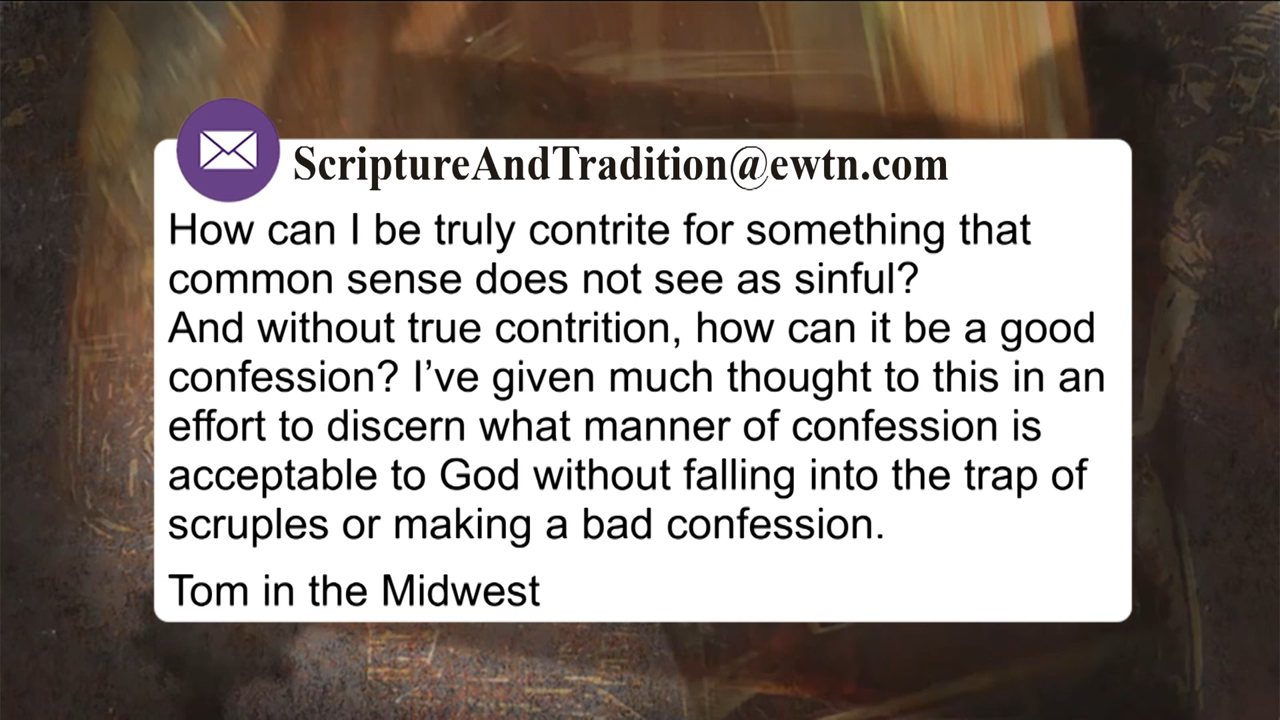 ScriptureAndTradition@ewtn.com
How can I be truly contrite for something that
common sense does not see as sinful?
And without true contrition, how can it be a good
confession? I’ve given much thought to this in an
effort to discern what manner of confession is
acceptable to God without falling into the trap of
scruples or making a bad confession.
Tom in the Midwest